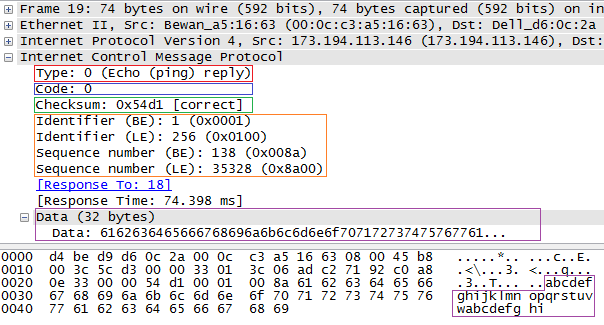 Frame 19: 74 bytes on wire (592 bits), 74 bytes captured (592 bits) on in
Ethernet II, Src: Bewan_a5:16:63 (00:0c:c3:a5:16:63), Dst: Dell_d6:0c:2a
Internet Protocol Version 4, Src: 173.194.113.146 (173.194.113.146), Dst:
Internet Control Message Protocol
Type: 0 (Echo (ping) reply)
Code: 0
Checksum: 0x54d1 [correct]
Identifier (BE): 1 (0x0001)
Identifier (LE): 256 (0x0100)
Sequence number (BE): 138 (0x008a)
Sequence number (LE): 35328 (0x8a00)
[Response To: 18]
[Response Time: 74.398 ms]
Data (32 bytes)
Data: 6162636465666768696a6b6c6d6e6f707172737475767761...
0000 d4 be d9 d6 0c 2a 00 0c c3 a5 16 63 08 00 45 b8 .....*.. ...c..E.
0010 00 3c 5c d3 00 00 33 01 3c 06 ad c2 71 92 c0 a8 .<\...3. <...q...
0020 0e 33 00 00 54 d1 00 01 00 8a 61 62 63 64 65 66 .3..T... ..abcdef
0030 67 68 69 6a 6b 6c 6d 6e 6f 70 71 72 73 74 75 76 ghijklmn opqrstuv
0040 77 61 62 63 64 65 66 67 68 69 wabcdefg hi